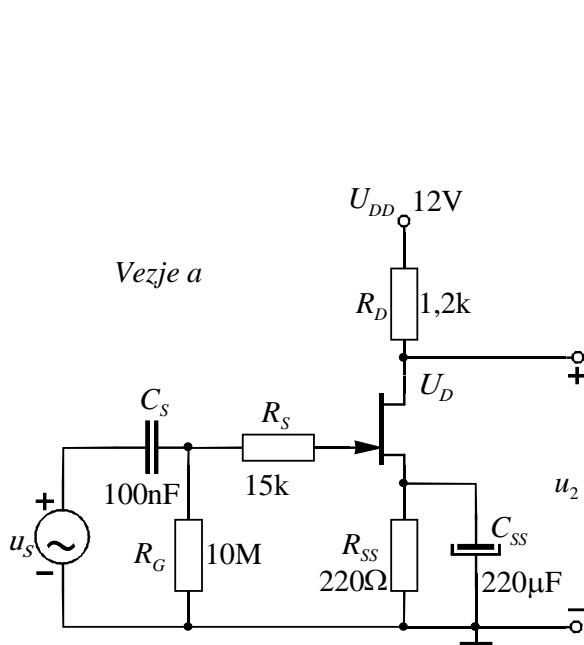 U_DD 12V
Vezje a
R_D 1,2k
U_D
+
C_S
R_S
100nF
15k
+
u_S
−
R_G 10M
R_SS
220Ω
C_SS
220µF
u_2
−